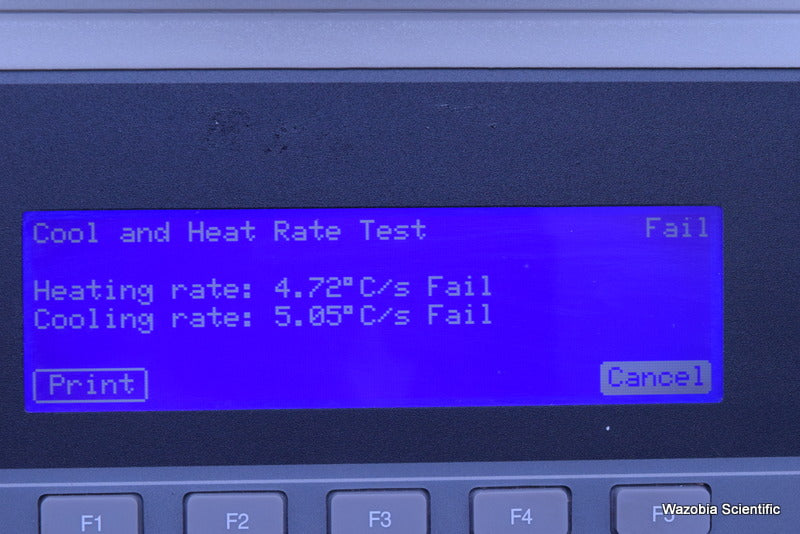 Cool and Heat Rate Test Fail
Heating rate: 4.72°C/s Fail
Cooling rate: 5.05°C/s Fail
Print Cancel
F1 F2 F3 F4 F5
Wazobia Scientific